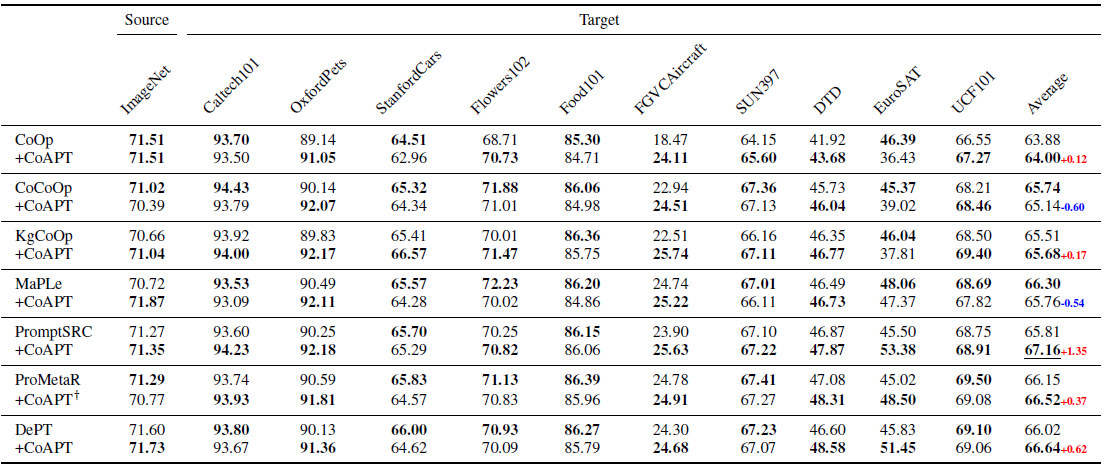 Source Target
ImageNet Caltech101 OxfordPets StanfordCars Flowers102 Food101 FGVCAircraft SUN397 DTD EuroSAT UCF101 Average
CoOp 71.51 93.70 89.14 64.51 68.71 85.30 18.47 64.15 41.92 46.39 66.55 63.88
+CoAPT 71.51 93.50 91.05 62.96 70.73 84.71 24.11 65.60 43.68 36.43 67.27 64.00+0.12
CoCoOp 71.02 94.43 90.14 65.32 71.88 86.06 22.94 67.36 45.73 45.37 68.21 65.74
+CoAPT 70.39 93.79 92.07 64.34 71.01 84.98 24.51 67.13 46.04 39.02 68.46 65.14-0.60
KgCoOp 70.66 93.92 89.83 65.41 70.01 86.36 22.51 66.16 46.35 46.04 68.50 65.51
+CoAPT 71.04 94.00 92.17 66.57 71.47 85.75 25.74 67.11 46.77 37.81 69.40 65.68+0.17
MaPLe 70.72 93.53 90.49 65.57 72.23 86.20 24.74 67.01 46.49 48.06 68.69 66.30
+CoAPT 71.87 93.09 92.11 64.28 70.02 84.86 25.22 66.11 46.73 47.37 67.82 65.76-0.54
PromptSRC 71.27 93.60 90.25 65.70 70.25 86.15 23.90 67.10 46.87 45.50 68.75 65.81
+CoAPT 71.35 94.23 92.18 65.29 70.82 86.06 25.63 67.22 47.87 53.38 68.91 67.16+1.35
ProMetaR 71.29 93.74 90.59 65.83 71.13 86.39 24.78 67.41 47.08 45.02 69.50 66.15
+CoAPT† 70.77 93.93 91.81 64.57 70.83 85.96 24.91 67.27 48.31 48.50 69.08 66.52+0.37
DePT 71.60 93.80 90.13 66.00 70.93 86.27 24.30 67.23 46.60 45.83 69.10 66.02
+CoAPT 71.73 93.67 91.36 64.62 70.09 85.79 24.68 67.07 48.58 51.45 69.06 66.64+0.62